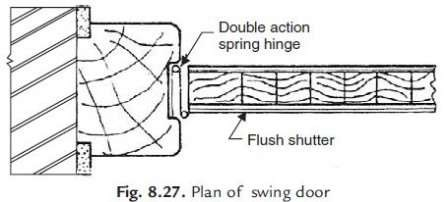 Double action
spring hinge
Flush shutter
Fig. 8.27. Plan of swing door